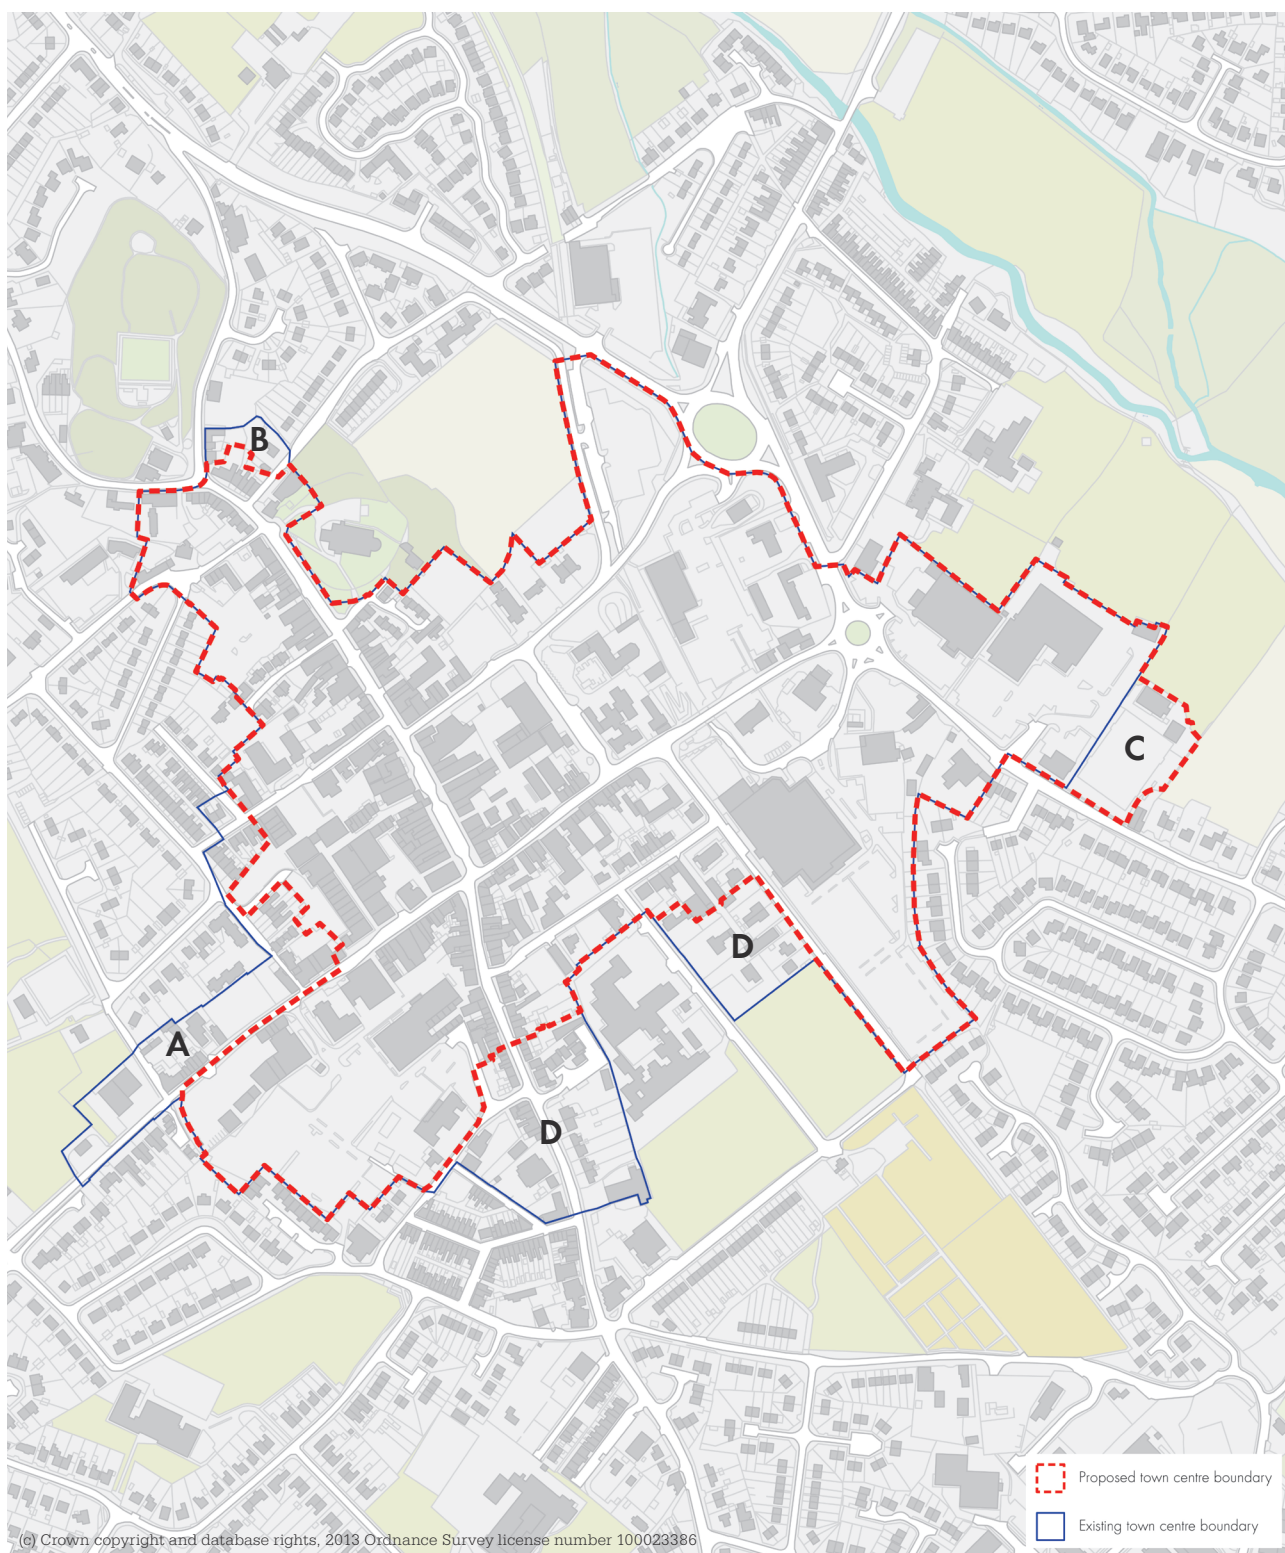 B
C
D
A
D
Proposed town centre boundary
Existing town centre boundary
(c) Crown copyright and database rights, 2013 Ordnance Survey license number 100023386